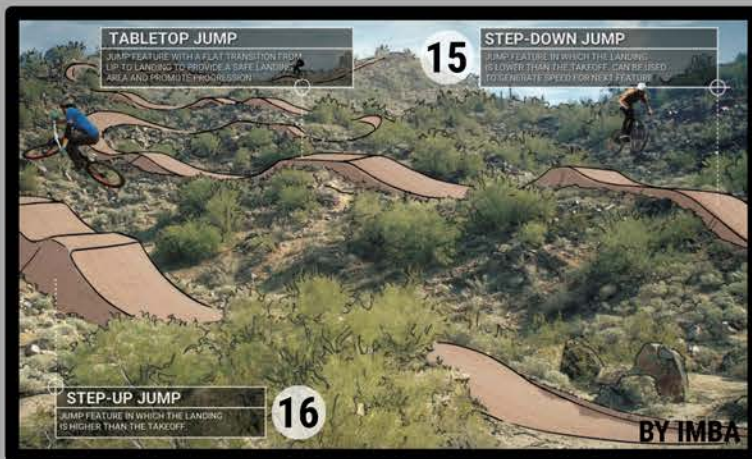 TABLETOP JUMP
JUMP FEATURE WITH A FLAT TRANSITION FROM
LIP TO LANDING TO PROVIDE A SAFE LANDING
AREA AND PROMOTE PROGRESSION
15
STEP-DOWN JUMP
JUMP FEATURE IN WHICH THE LANDING
IS LOWER THAN THE TAKEOFF. CAN BE USED
TO GENERATE SPEED FOR NEXT FEATURE
STEP-UP JUMP
JUMP FEATURE IN WHICH THE LANDING
IS HIGHER THAN THE TAKEOFF.
16
BY IMBA